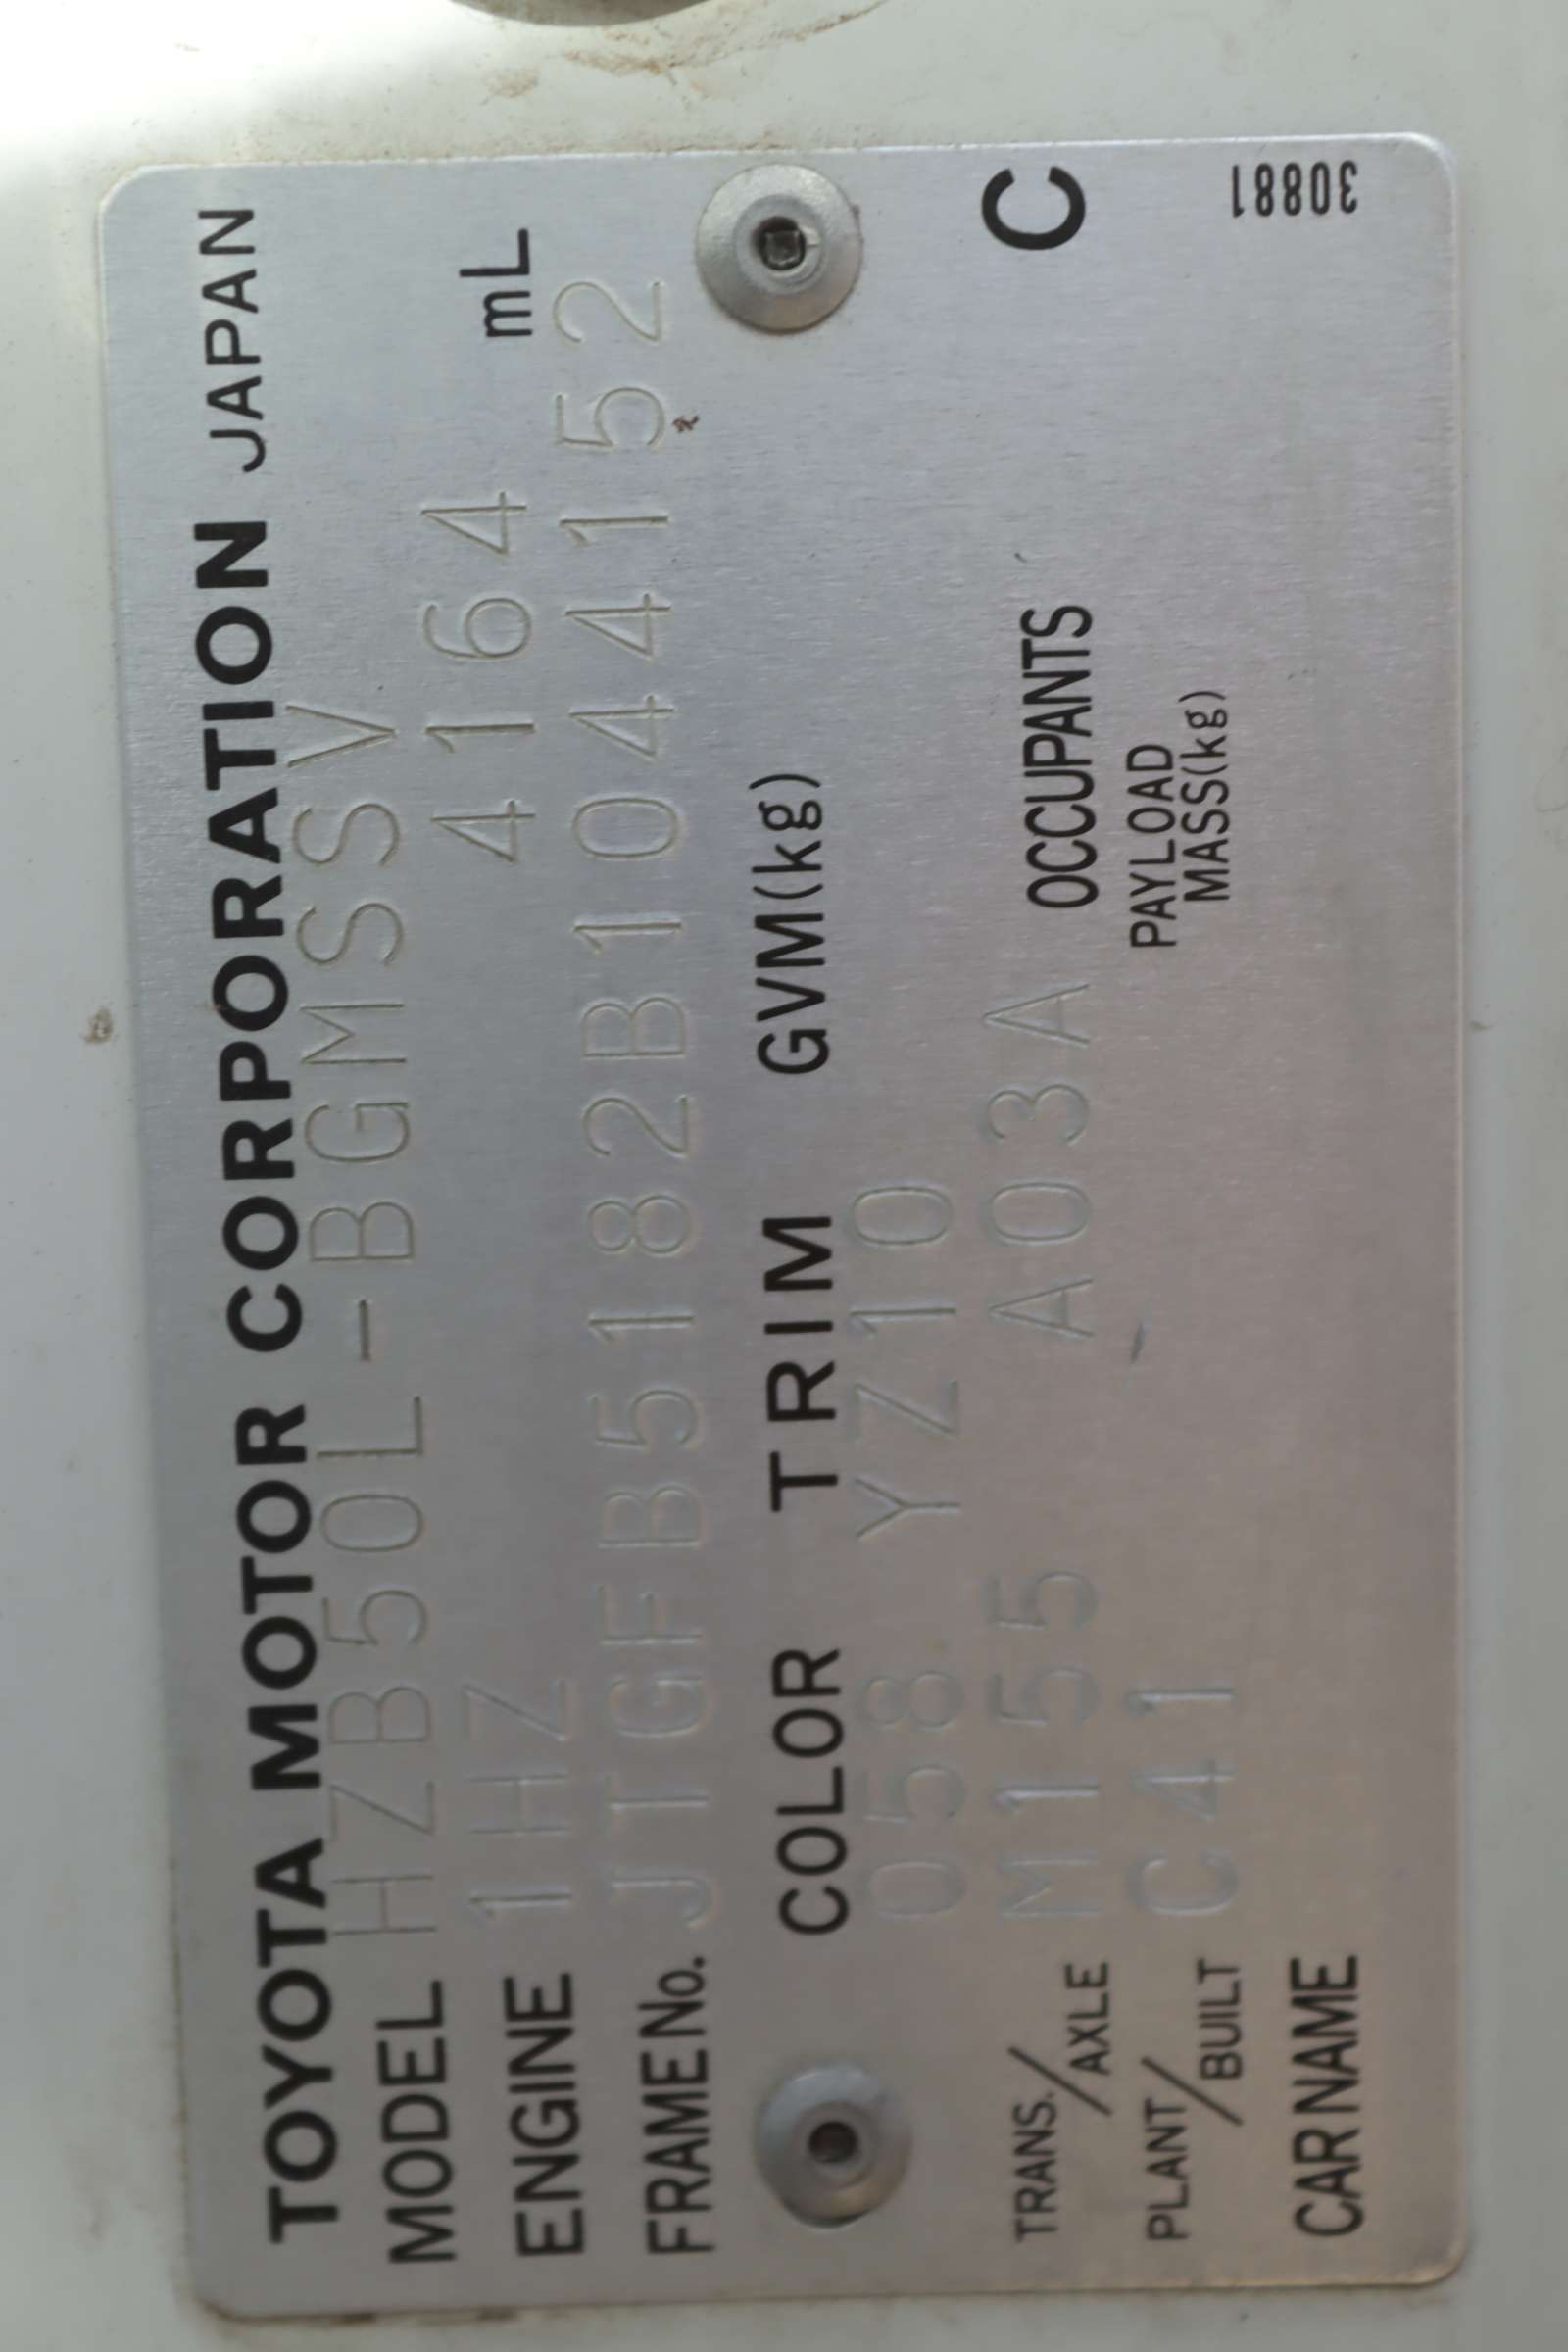 TOYOTA MOTOR CORPORATION JAPAN
MODEL HZB50L-BGMSSV
ENGINE 1HZ 4164 mL
FRAME No. JTGFB5182B1044152
COLOR TRIM GVM(kg)
058 YZ10
TRANS./AXLE M155 A03A OCCUPANTS C
PLANT/BUILT C41 PAYLOAD MASS(kg)
CAR NAME
30881